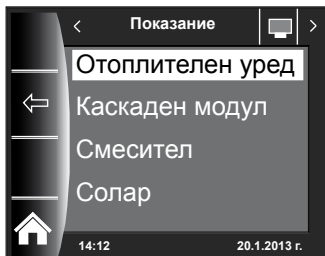 Показание
Отоплителен уред
Каскаден модул
Смесител
Солар
14:12 20.1.2013 г.